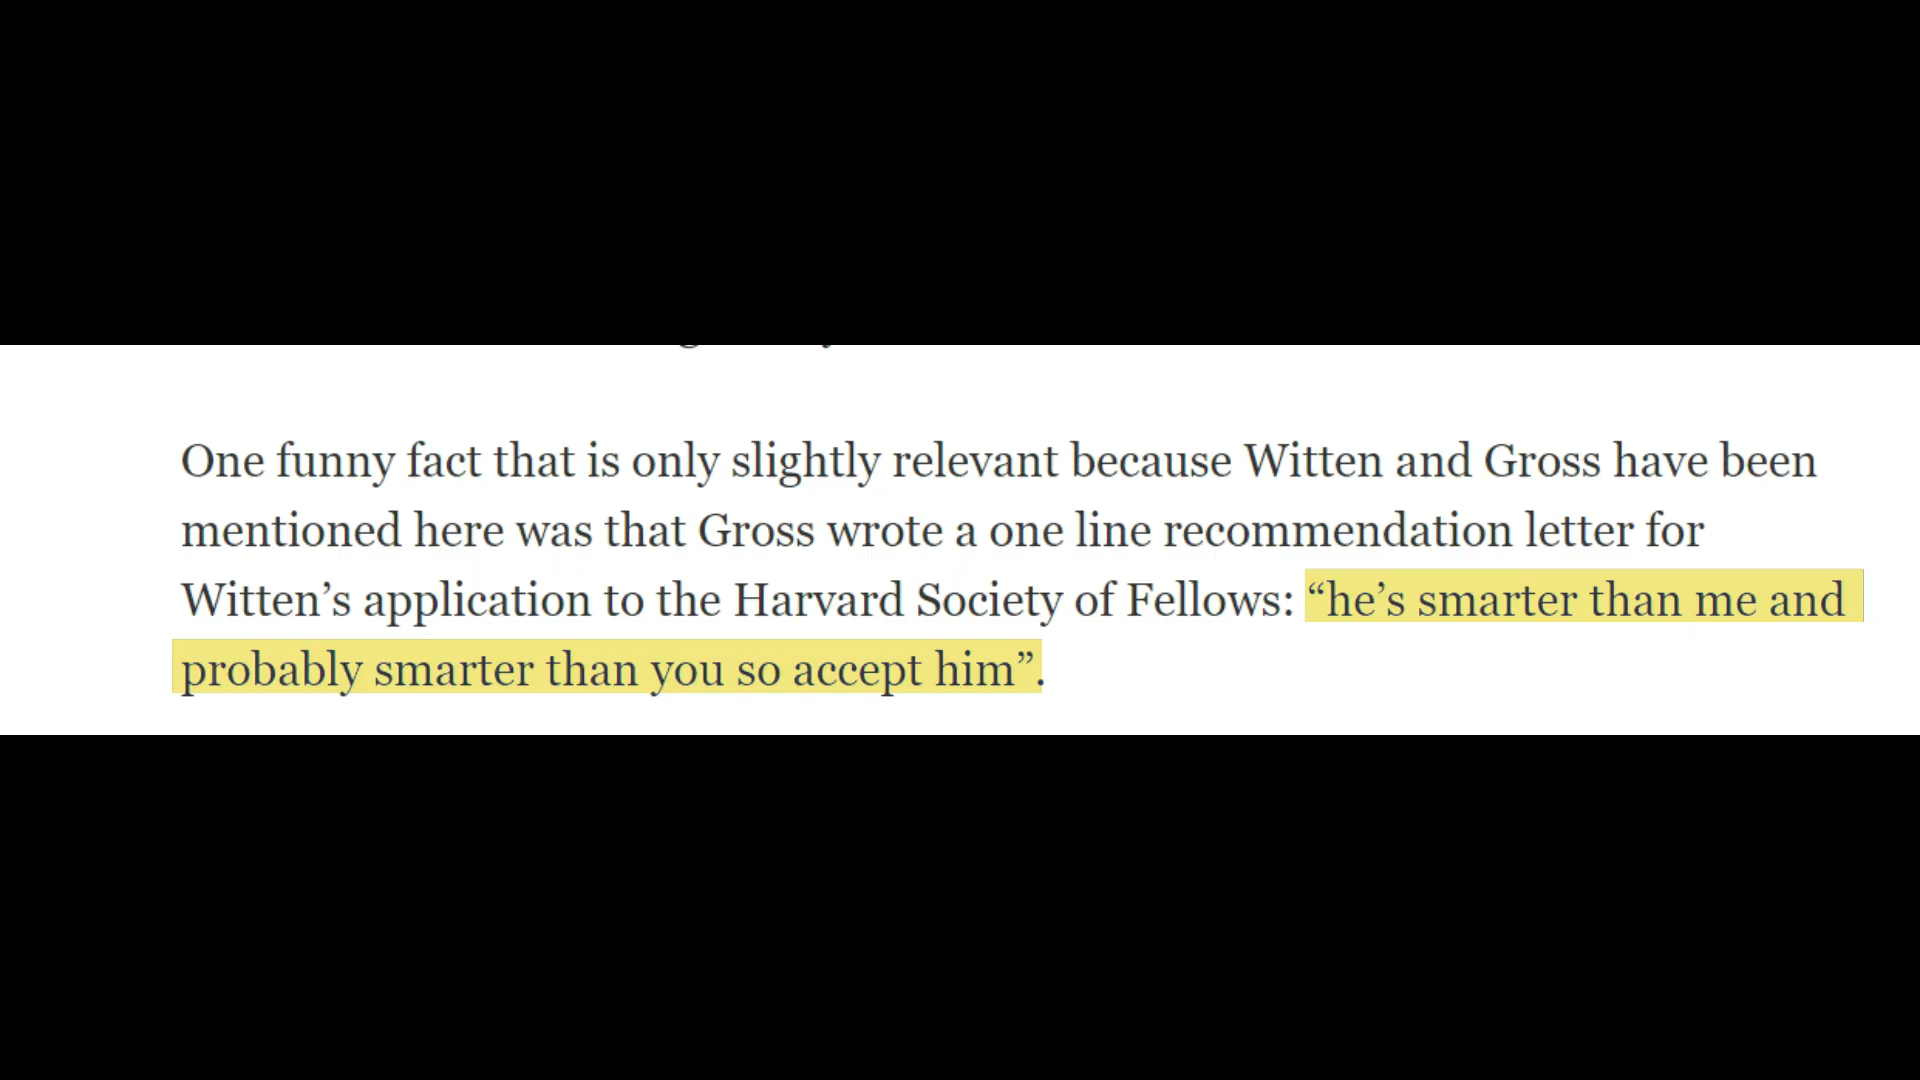 One funny fact that is only slightly relevant because Witten and Gross have been
mentioned here was that Gross wrote a one line recommendation letter for
Witten’s application to the Harvard Society of Fellows: “he’s smarter than me and
probably smarter than you so accept him”.